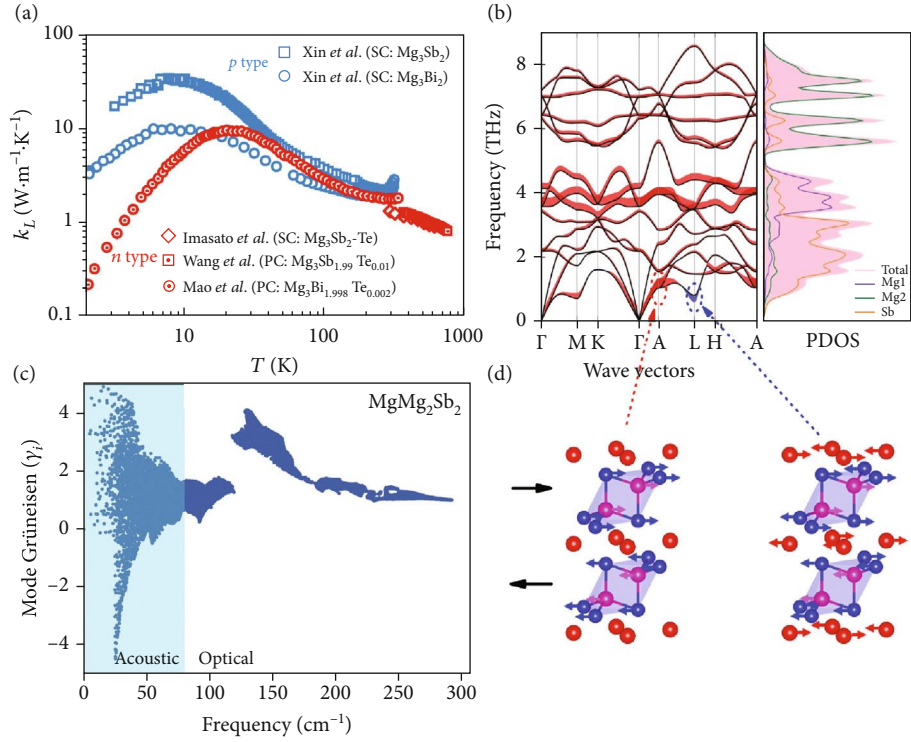 (a)
100
10
1
0.1
10
100
1000
k_L (W·m⁻¹·K⁻¹)
T (K)
p type
Xin et al. (SC: Mg₃Sb₂)
Xin et al. (SC: Mg₃Bi₂)
n type
Imasato et al. (SC: Mg₃Sb₂-Te)
Wang et al. (PC: Mg₃Sb₁.₉₉ Te₀.₀₁)
Mao et al. (PC: Mg₃Bi₁.₉₉₈ Te₀.₀₀₂)
(b)
8
6
4
2
0
Frequency (THz)
Γ M K Γ A L H A
Wave vectors
Total
Mg1
Mg2
Sb
PDOS
(c)
MgMg₂Sb₂
4
2
0
−2
−4
Mode Grüneisen (γᵢ)
Acoustic
Optical
0 50 100 150 200 250 300
Frequency (cm⁻¹)
(d)